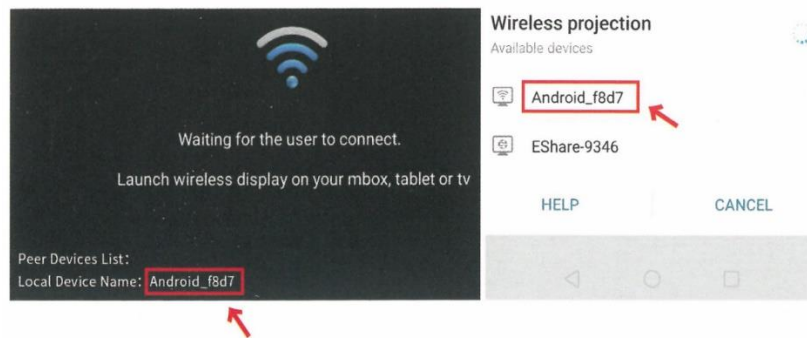 Waiting for the user to connect.
Launch wireless display on your mbox, tablet or tv
Peer Devices List:
Local Device Name: Android_f8d7
Wireless projection
Available devices
Android_f8d7
EShare-9346
HELP
CANCEL